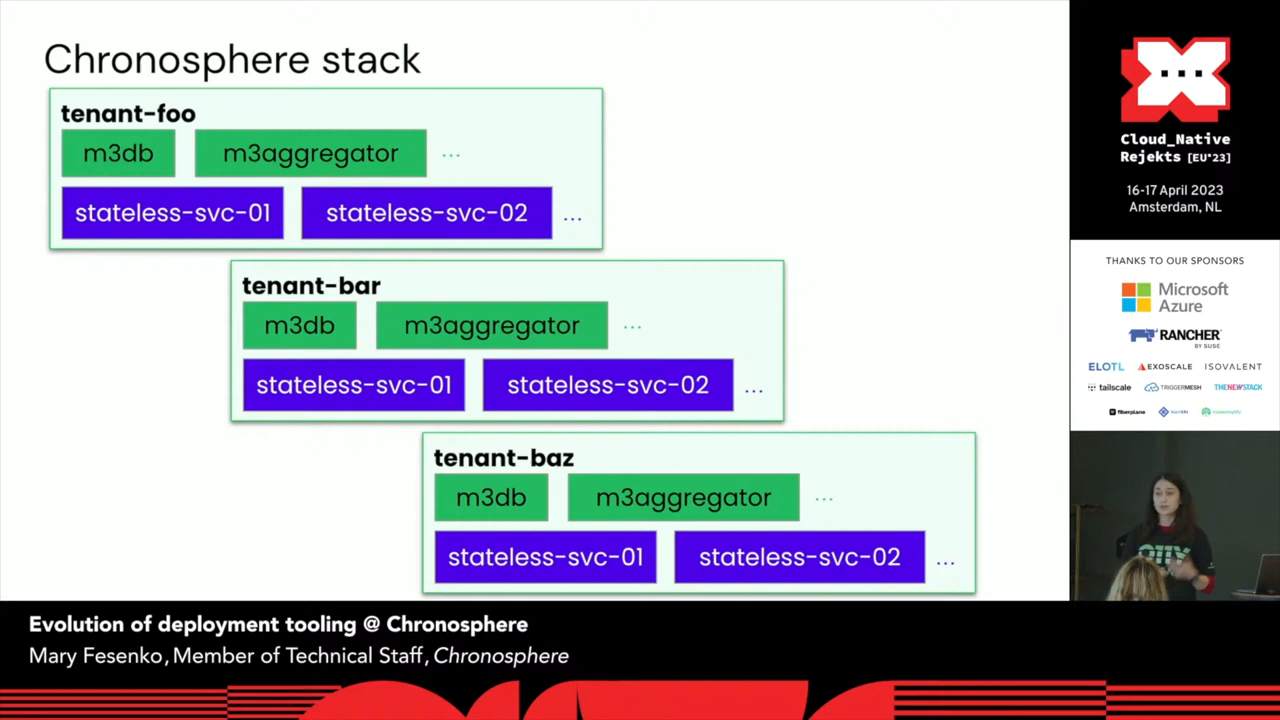 Chronosphere stack
tenant-foo
m3db
m3aggregator
...
stateless-svc-01
stateless-svc-02
...
tenant-bar
m3db
m3aggregator
...
stateless-svc-01
stateless-svc-02
...
tenant-baz
m3db
m3aggregator
...
stateless-svc-01
stateless-svc-02
...
Cloud_Native
Rejekts [EU*23]
16-17 April 2023
Amsterdam, NL
THANKS TO OUR SPONSORS
Microsoft
Azure
RANCHER
BY SUSE
ELOTL
EXOSCALE
ISOVALENT
tailscale
TRIGGERMESH
THENEWSTACK
fiberplane
Evolution of deployment tooling @ Chronosphere
Mary Fesenko, Member of Technical Staff, Chronosphere